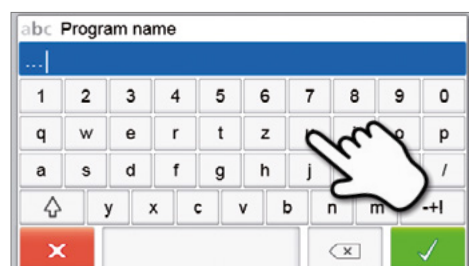 abc Program name
...
1 2 3 4 5 6 7 8 9 0
q w e r t z o p
a s d f g h j /
y x c v b n m -+I